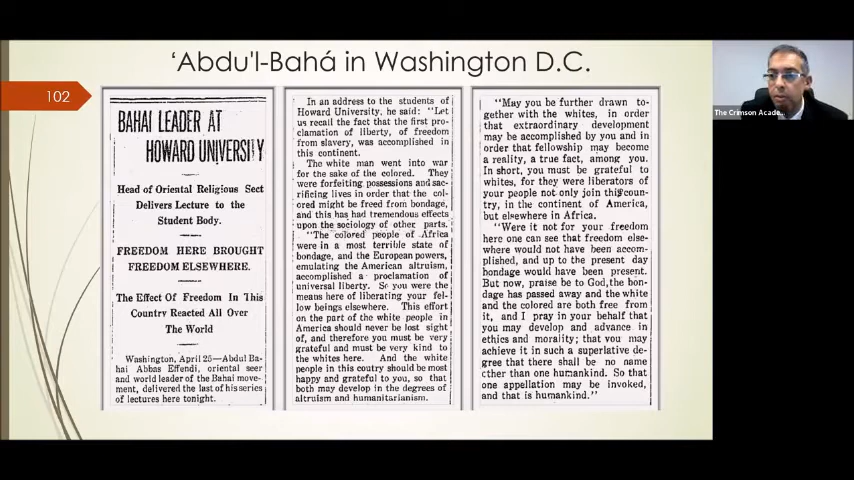 ‘Abdu'l-Bahá in Washington D.C.
102
BAHAI LEADER AT
HOWARD UNIVERSITY
Head of Oriental Religious Sect
Delivers Lecture to the
Student Body.
FREEDOM HERE BROUGHT
FREEDOM ELSEWHERE.
The Effect Of Freedom In This
Country Reacted All Over
The World
Washington, April 25—Abdul Ba-
hai Abbas Effendi, oriental seer
and world leader of the Bahai move-
ment, delivered the last of his series
of lectures here tonight.
In an address to the students of
Howard University, he said: "Let
us recall the fact that the first pro-
clamation of liberty, of freedom
from slavery, was accomplished in
this continent.
The white man went into war
for the sake of the colored. They
were forfeiting possessions and sac-
rificing lives in order that the col-
ored might be freed from bondage,
and this has had tremendous effects
upon the sociology of other parts.
"The colored people of Africa
were in a most terrible state of
bondage, and the European powers,
emulating the American altruism,
accomplished a proclamation of
universal liberty. So you were the
means here of liberating your fel-
low beings elsewhere. This effort
on the part of the white people in
America should never be lost sight
of, and therefore you must be very
grateful and must be very kind to
the whites here. And the white
people in this coutry should be most
happy and grateful to you, so that
both may develop in the degrees of
altruism and humanitarianism.
"May you be further drawn to-
gether with the whites, in order
that extraordinary development
may be accomplished by you and in
order that fellowship may become
a reality, a true fact, among you.
In short, you must be grateful to
whites, for they were liberators of
your people not only join this coun-
try, in the continent of America,
but elsewhere in Africa.
"Were it not for your freedom
here one can see that freedom else-
where would not have been accom-
plished, and up to the present day
bondage would have been present.
But now, praise be to God, the bon-
dage has passed away and the white
and the colored are both free from
it, and I pray in your behalf that
you may develop and advance in
ethics and morality; that you may
achieve it in such a superlative de-
gree that there shall be no name
cther than one humankind. So that
one appellation may be invoked,
and that is humankind."
The Crimson Acade...